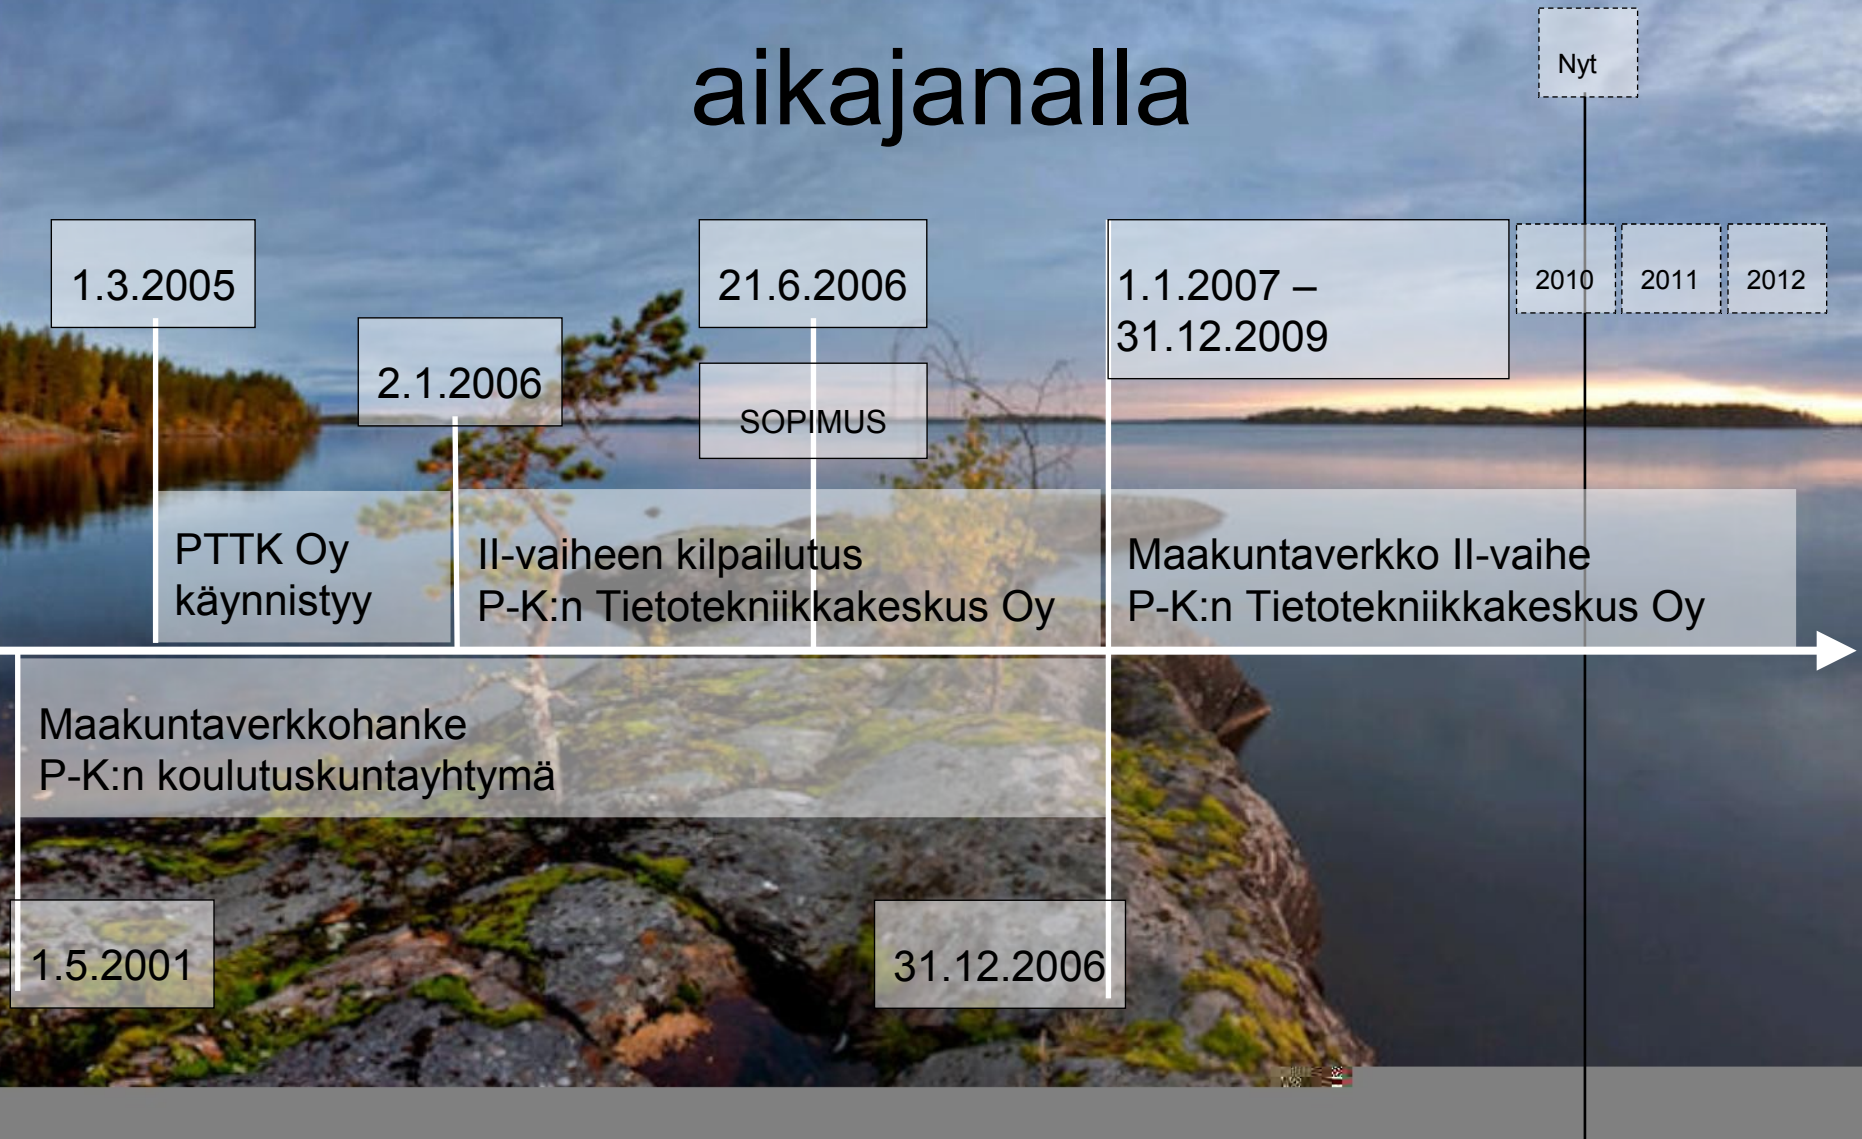 aikajanalla
Nyt
1.3.2005
2.1.2006
21.6.2006
SOPIMUS
1.1.2007 –
31.12.2009
2010
2011
2012
PTTK Oy
käynnistyy
II-vaiheen kilpailutus
P-K:n Tietotekniikkakeskus Oy
Maakuntaverkko II-vaihe
P-K:n Tietotekniikkakeskus Oy
Maakuntaverkkohanke
P-K:n koulutuskuntayhtymä
1.5.2001
31.12.2006